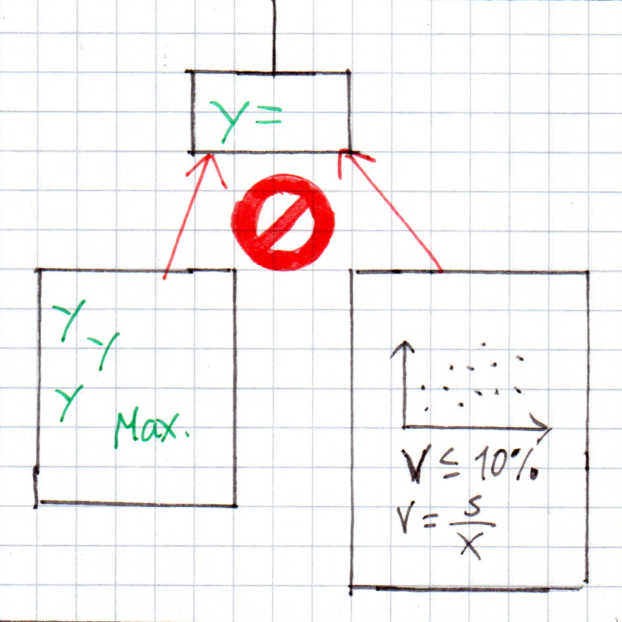 Y =
Y
Y
Y
Max.
V ≤ 10%
V = s/x